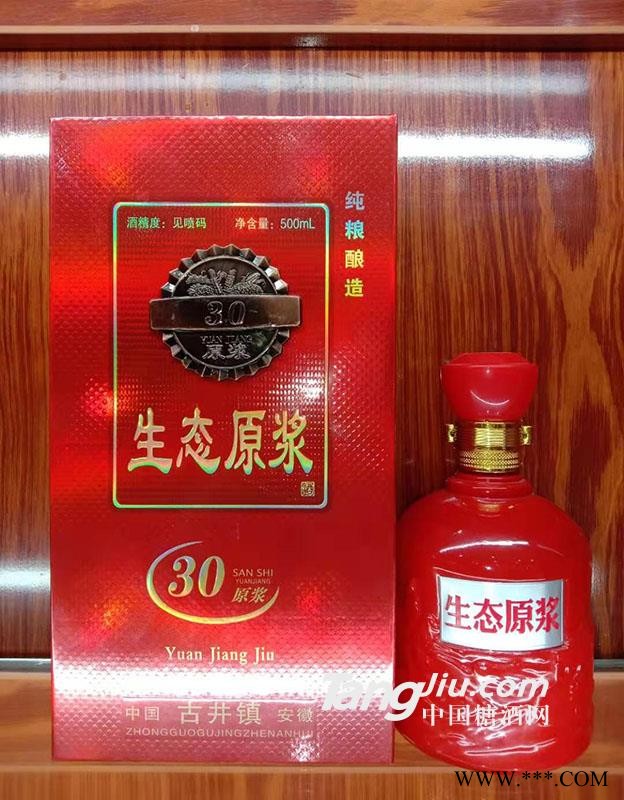 纯粮酿造
酒精度：见喷码 净含量：500mL
30
YUAN JIANG
原浆
生态原浆
酒
30
SAN SHI
YUANJIANG
原浆
Yuan Jiang Jiu
中国 古井镇 安徽
ZHONGGUOGUJINGZHENANHUI
生态原浆
TangJiu.com
中国糖酒网
www.***.com